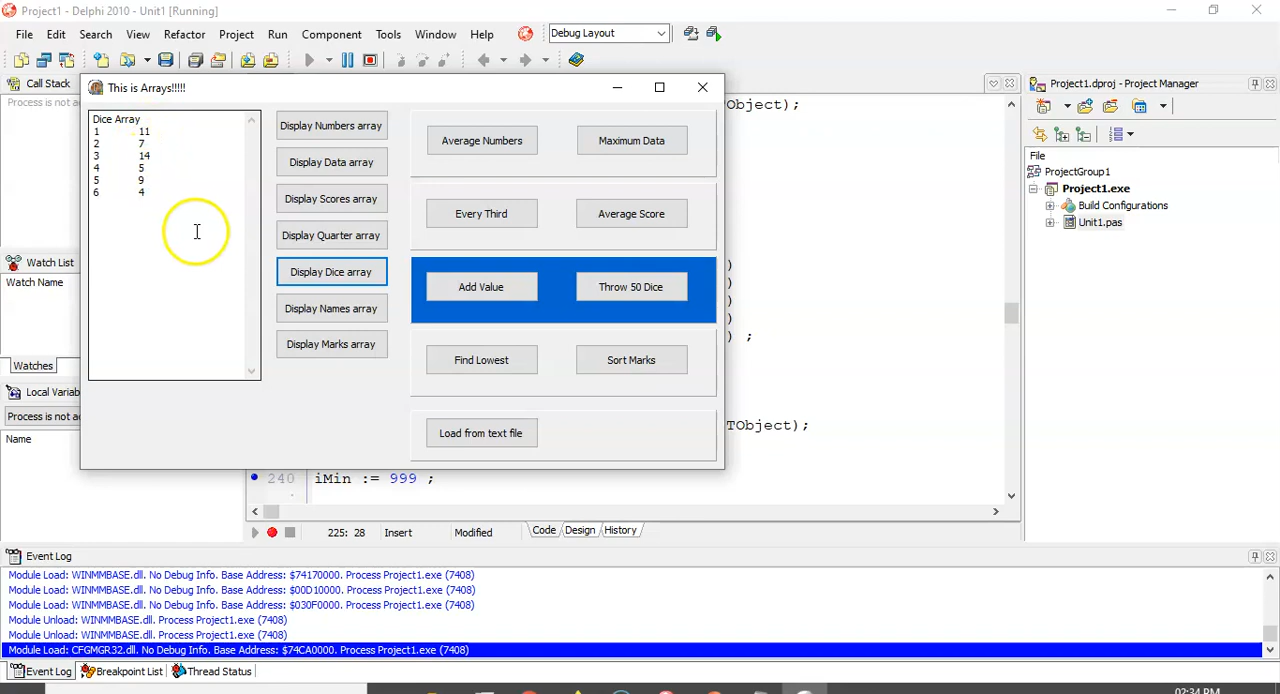 Project1 - Delphi 2010 - Unit1 [Running]
File Edit Search View Refactor Project Run Component Tools Window Help Debug Layout
Call Stack
Process is not a
This is Arrays!!!!!
Dice Array
1 11
2 7
3 14
4 5
5 9
6 4
Display Numbers array
Display Data array
Display Scores array
Display Quarter array
Display Dice array
Display Names array
Display Marks array
Average Numbers Maximum Data
Every Third Average Score
Add Value Throw 50 Dice
Find Lowest Sort Marks
Load from text file
Object);
)
)
)
) ;
TObject);
240 iMin := 999 ;
225: 28 Insert Modified Code Design History
Watch List
Watch Name
Watches
Local Variab
Process is not a
Name
Project1.dproj - Project Manager
File
ProjectGroup1
Project1.exe
Build Configurations
Unit1.pas
Event Log
Module Load: WINMMBASE.dll. No Debug Info. Base Address: $74170000. Process Project1.exe (7408)
Module Load: WINMMBASE.dll. No Debug Info. Base Address: $00D10000. Process Project1.exe (7408)
Module Load: WINMMBASE.dll. No Debug Info. Base Address: $030F0000. Process Project1.exe (7408)
Module Unload: WINMMBASE.dll. Process Project1.exe (7408)
Module Unload: WINMMBASE.dll. Process Project1.exe (7408)
Module Load: CFGMGR32.dll. No Debug Info. Base Address: $74CA0000. Process Project1.exe (7408)
Event Log Breakpoint List Thread Status
02:34 PM